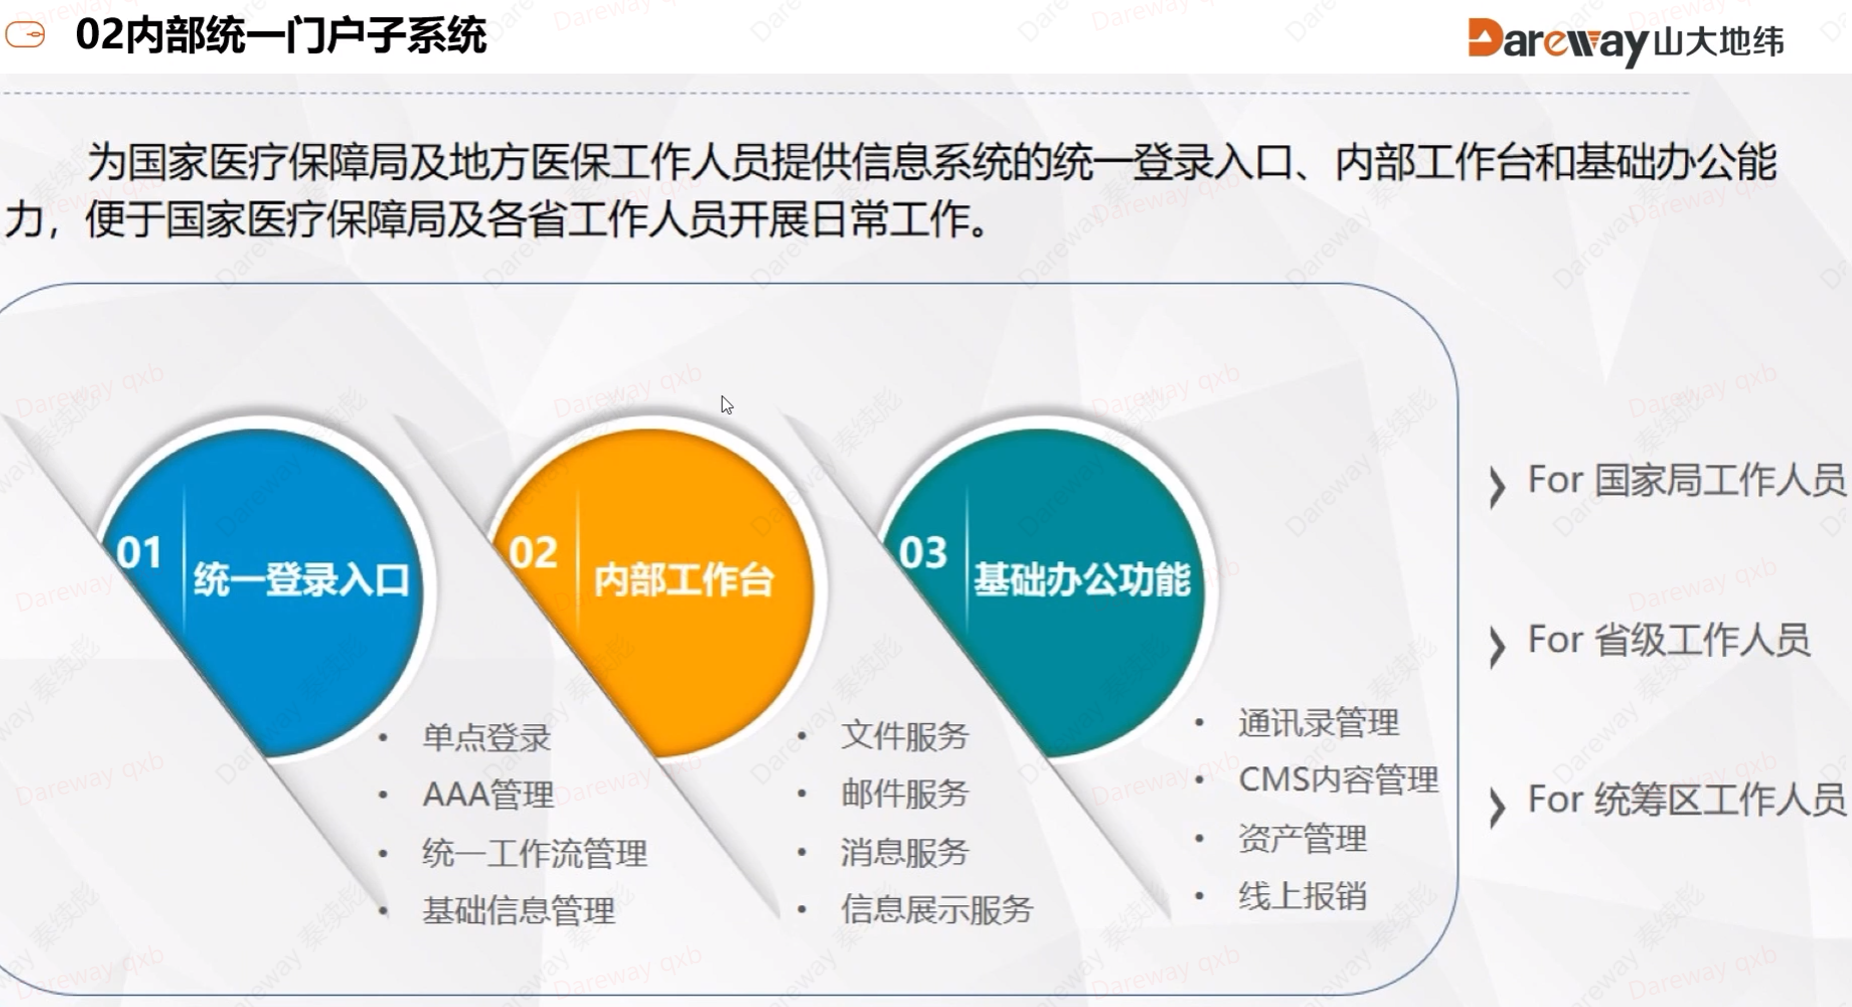 02内部统一门户子系统
Dareway山大地纬
为国家医疗保障局及地方医保工作人员提供信息系统的统一登录入口、内部工作台和基础办公能
力，便于国家医疗保障局及各省工作人员开展日常工作。
01 统一登录入口
• 单点登录
• AAA管理
• 统一工作流管理
• 基础信息管理
02 内部工作台
• 文件服务
• 邮件服务
• 消息服务
• 信息展示服务
03 基础办公功能
• 通讯录管理
• CMS内容管理
• 资产管理
• 线上报销
For 国家局工作人员
For 省级工作人员
For 统筹区工作人员
Dareway qxb
Dareway 秦续彪